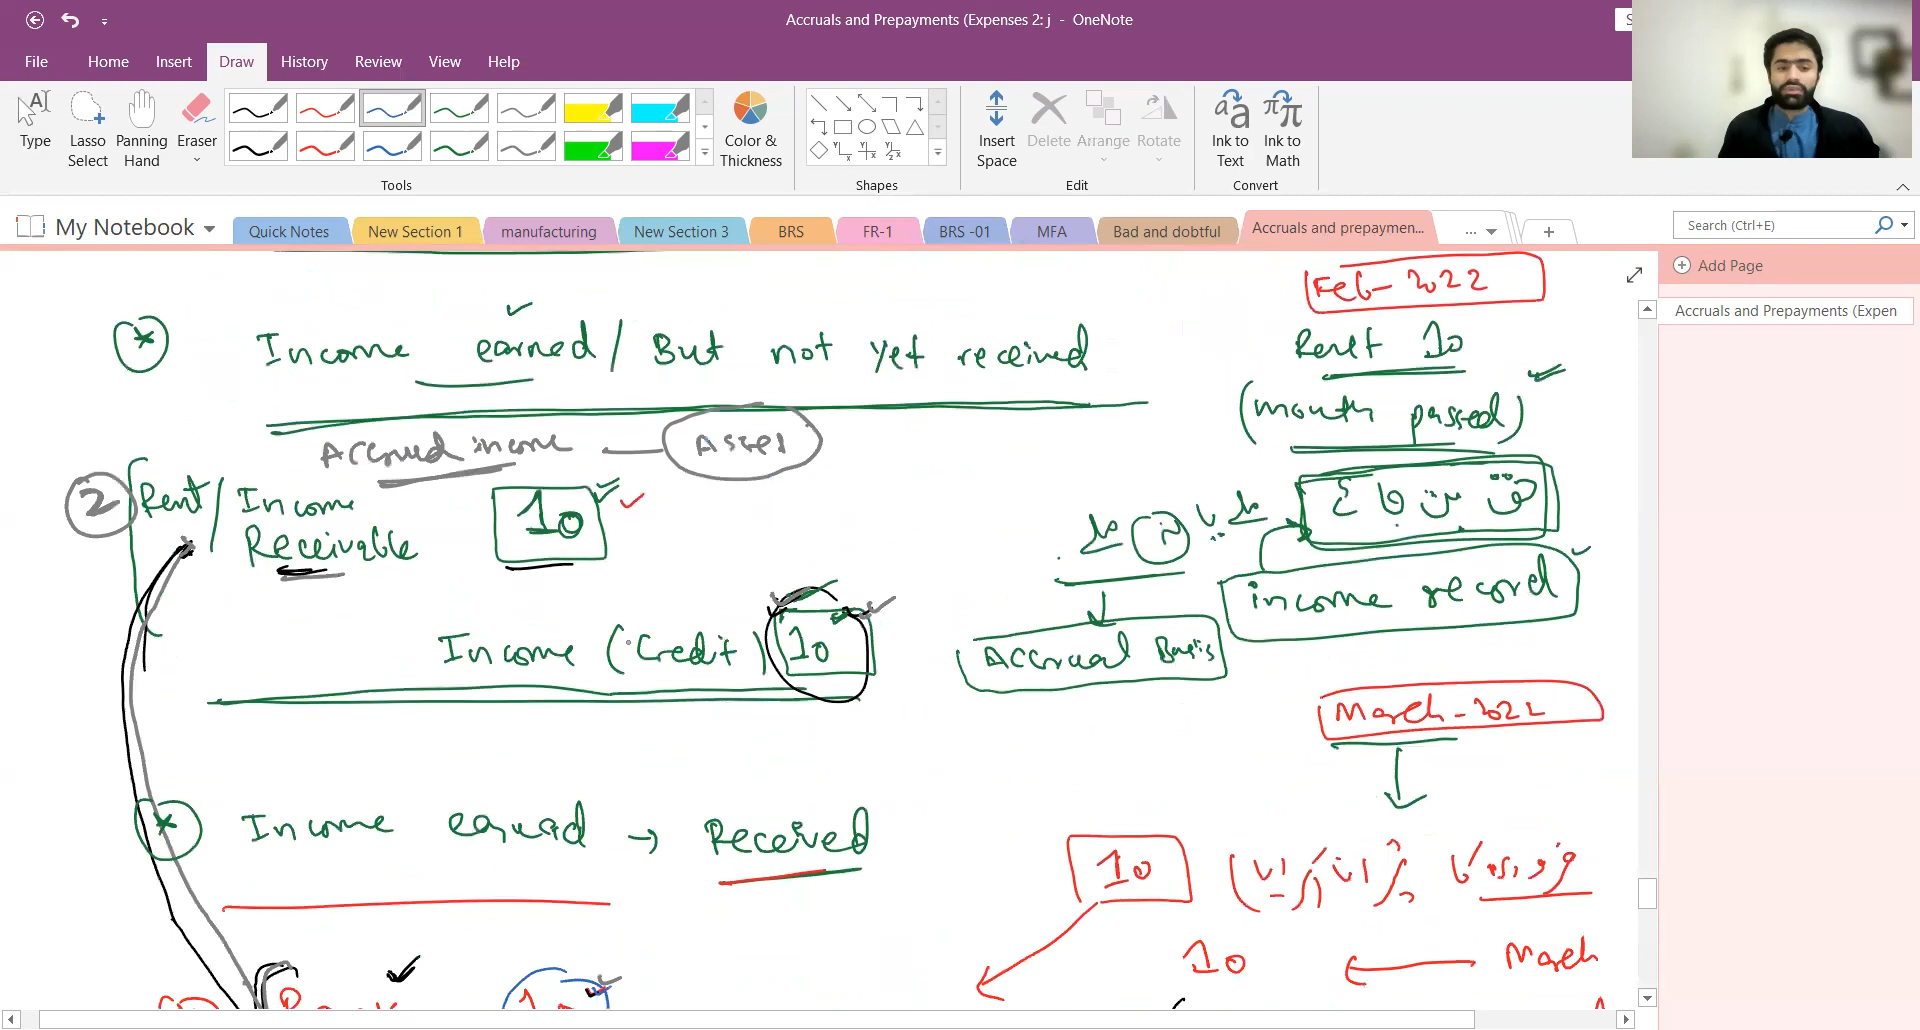 Accruals and Prepayments (Expenses 2: j - OneNote
File Home Insert Draw History Review View Help
Type
Lasso Select
Panning Hand
Eraser
Color & Thickness
Insert Space
Delete
Arrange
Rotate
Ink to Text
Ink to Math
Tools
Shapes
Edit
Convert
My Notebook
Quick Notes
New Section 1
manufacturing
New Section 3
BRS
FR-1
BRS -01
MFA
Bad and doubtful
Accruals and prepaymen...
...
Search (Ctrl+E)
Add Page
Accruals and Prepayments (Expen
Feb-2022
Income earned / But not yet received
Rent 10
(month passed)
Accrued income — Asset
2 Rent / Income Receivable 10
income record
Income (Credit) 10
Accrual Basis
March-2022
Income earned → Received
10
10 ← March